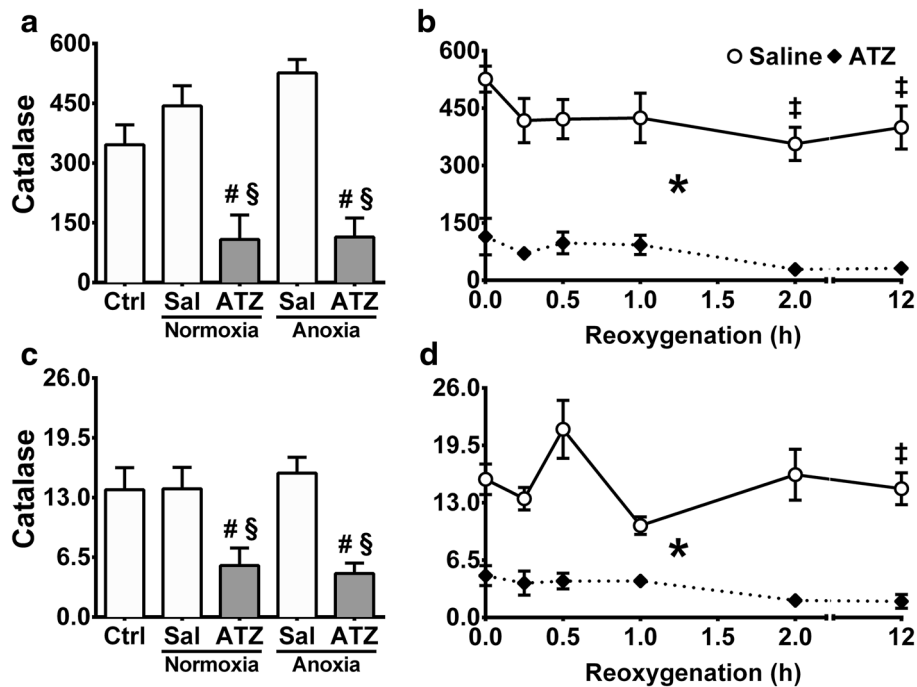 a
600
450
300
150
0
Catalase
# §
# §
Ctrl Sal ATZ Sal ATZ
Normoxia Anoxia
b
600
450
300
150
0
Saline ATZ
‡ ‡
*
0.0 0.5 1.0 1.5 2.0 12
Reoxygenation (h)
c
26.0
19.5
13.0
6.5
0.0
Catalase
# §
# §
Ctrl Sal ATZ Sal ATZ
Normoxia Anoxia
d
26.0
19.5
13.0
6.5
0.0
‡
*
0.0 0.5 1.0 1.5 2.0 12
Reoxygenation (h)